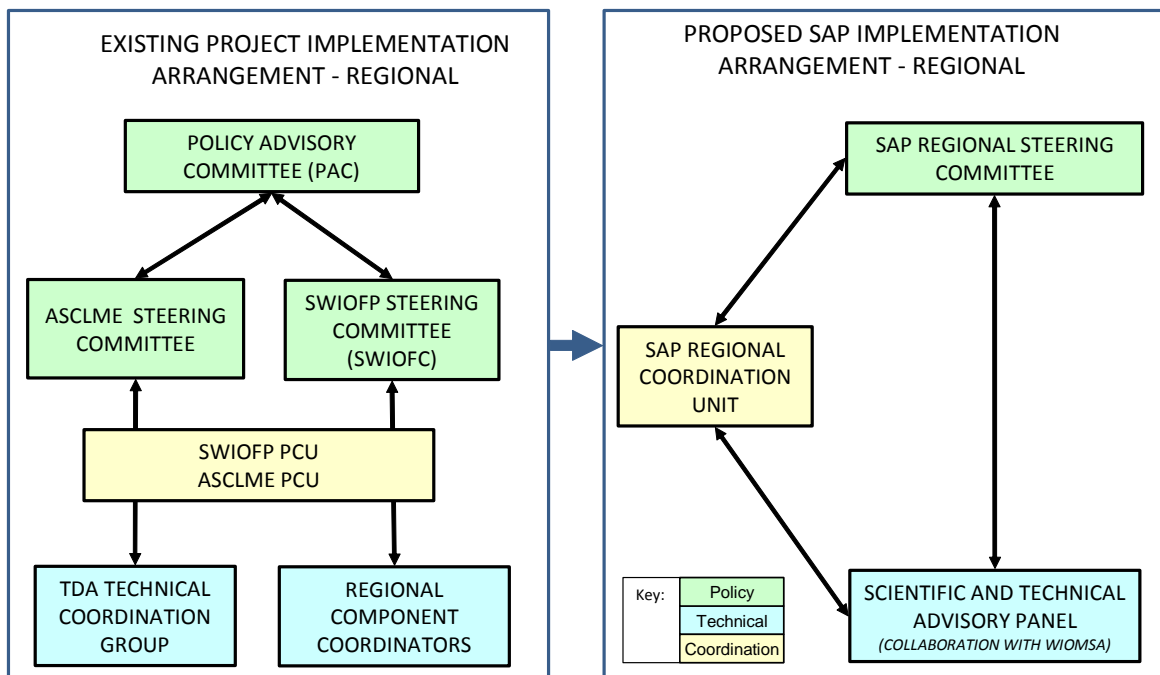 EXISTING PROJECT IMPLEMENTATION
ARRANGEMENT - REGIONAL
POLICY ADVISORY
COMMITTEE (PAC)
ASCLME STEERING
COMMITTEE
SWIOFP STEERING
COMMITTEE
(SWIOFC)
SWIOFP PCU
ASCLME PCU
TDA TECHNICAL
COORDINATION
GROUP
REGIONAL
COMPONENT
COORDINATORS
PROPOSED SAP IMPLEMENTATION
ARRANGEMENT - REGIONAL
SAP REGIONAL STEERING
COMMITTEE
SAP REGIONAL
COORDINATION
UNIT
Key:
Policy
Technical
Coordination
SCIENTIFIC AND TECHNICAL
ADVISORY PANEL
(COLLABORATION WITH WIOMSA)